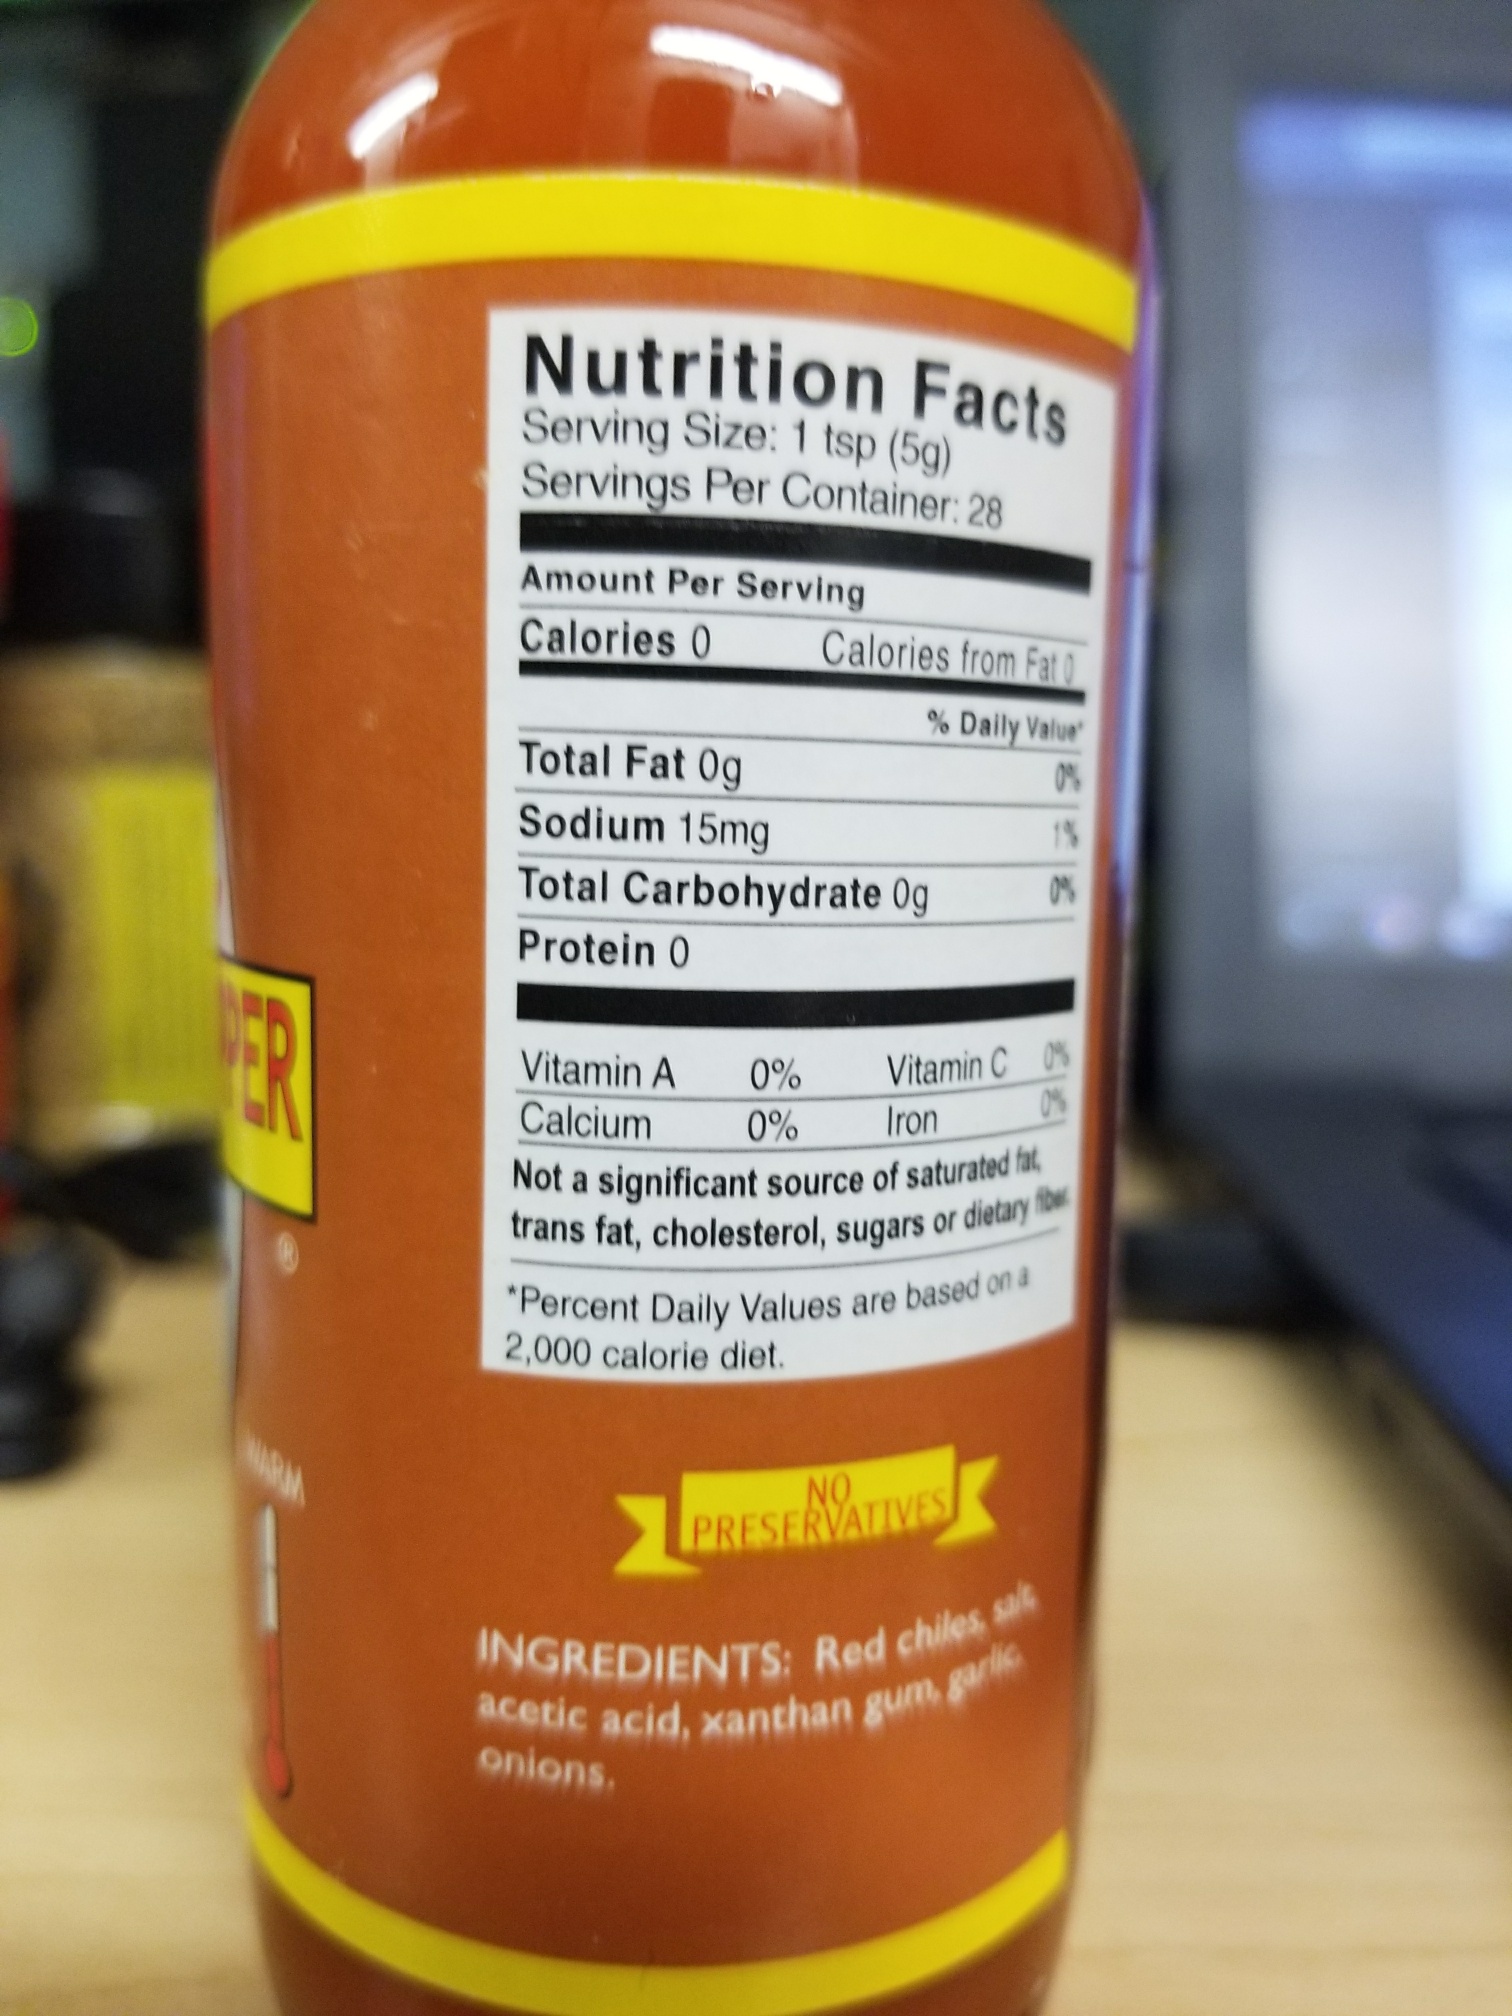 Nutrition Facts
Serving Size: 1 tsp (5g)
Servings Per Container: 28
Amount Per Serving
Calories 0 Calories from Fat 0
% Daily Value*
Total Fat 0g 0%
Sodium 15mg 1%
Total Carbohydrate 0g 0%
Protein 0
Vitamin A 0% Vitamin C 0%
Calcium 0% Iron 0%
Not a significant source of saturated fat,
trans fat, cholesterol, sugars or dietary fiber.
*Percent Daily Values are based on a
2,000 calorie diet.
PPER
®
WARM
NO
PRESERVATIVES
INGREDIENTS: Red chiles, salt,
acetic acid, xanthan gum, garlic,
onions.